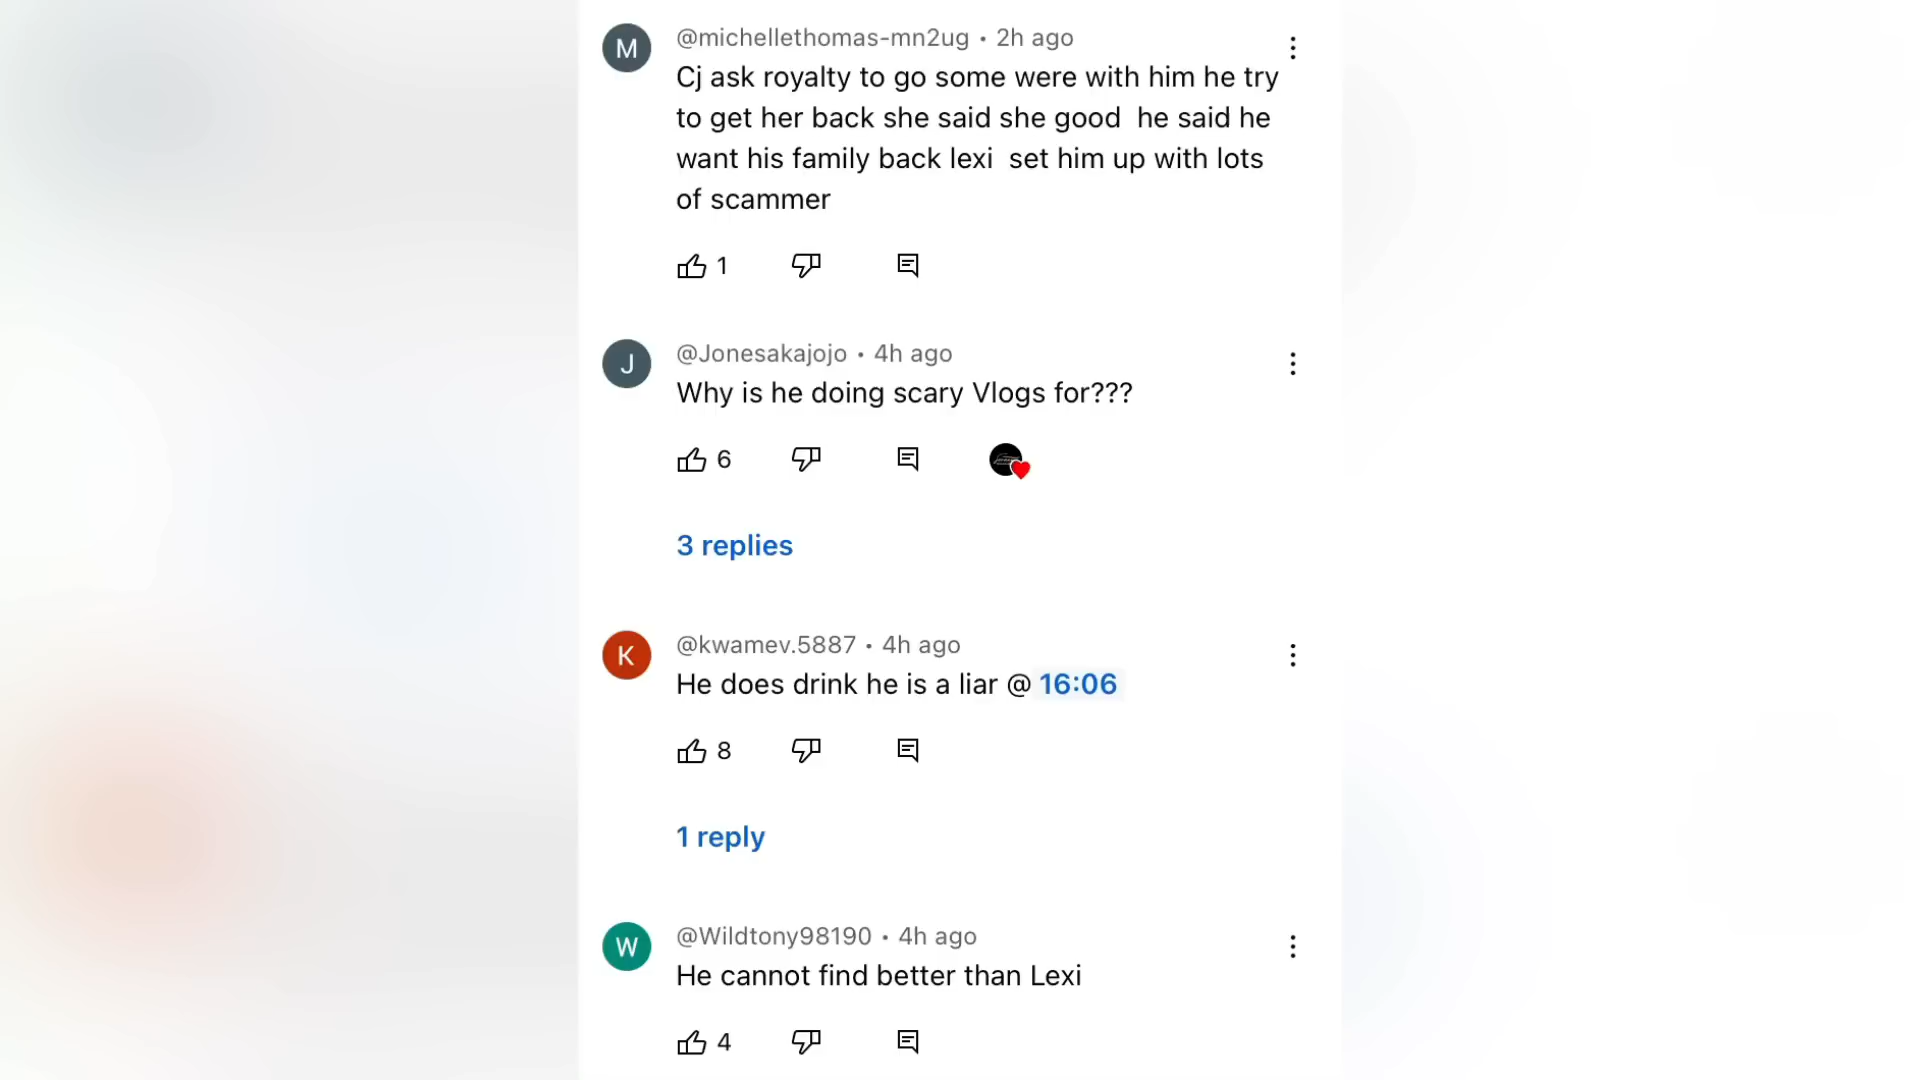 M
@michellethomas-mn2ug • 2h ago
Cj ask royalty to go some were with him he try
to get her back she said she good  he said he
want his family back lexi  set him up with lots
of scammer
1
J
@Jonesakajojo • 4h ago
Why is he doing scary Vlogs for???
6
3 replies
K
@kwamev.5887 • 4h ago
He does drink he is a liar @ 16:06
8
1 reply
W
@Wildtony98190 • 4h ago
He cannot find better than Lexi
4